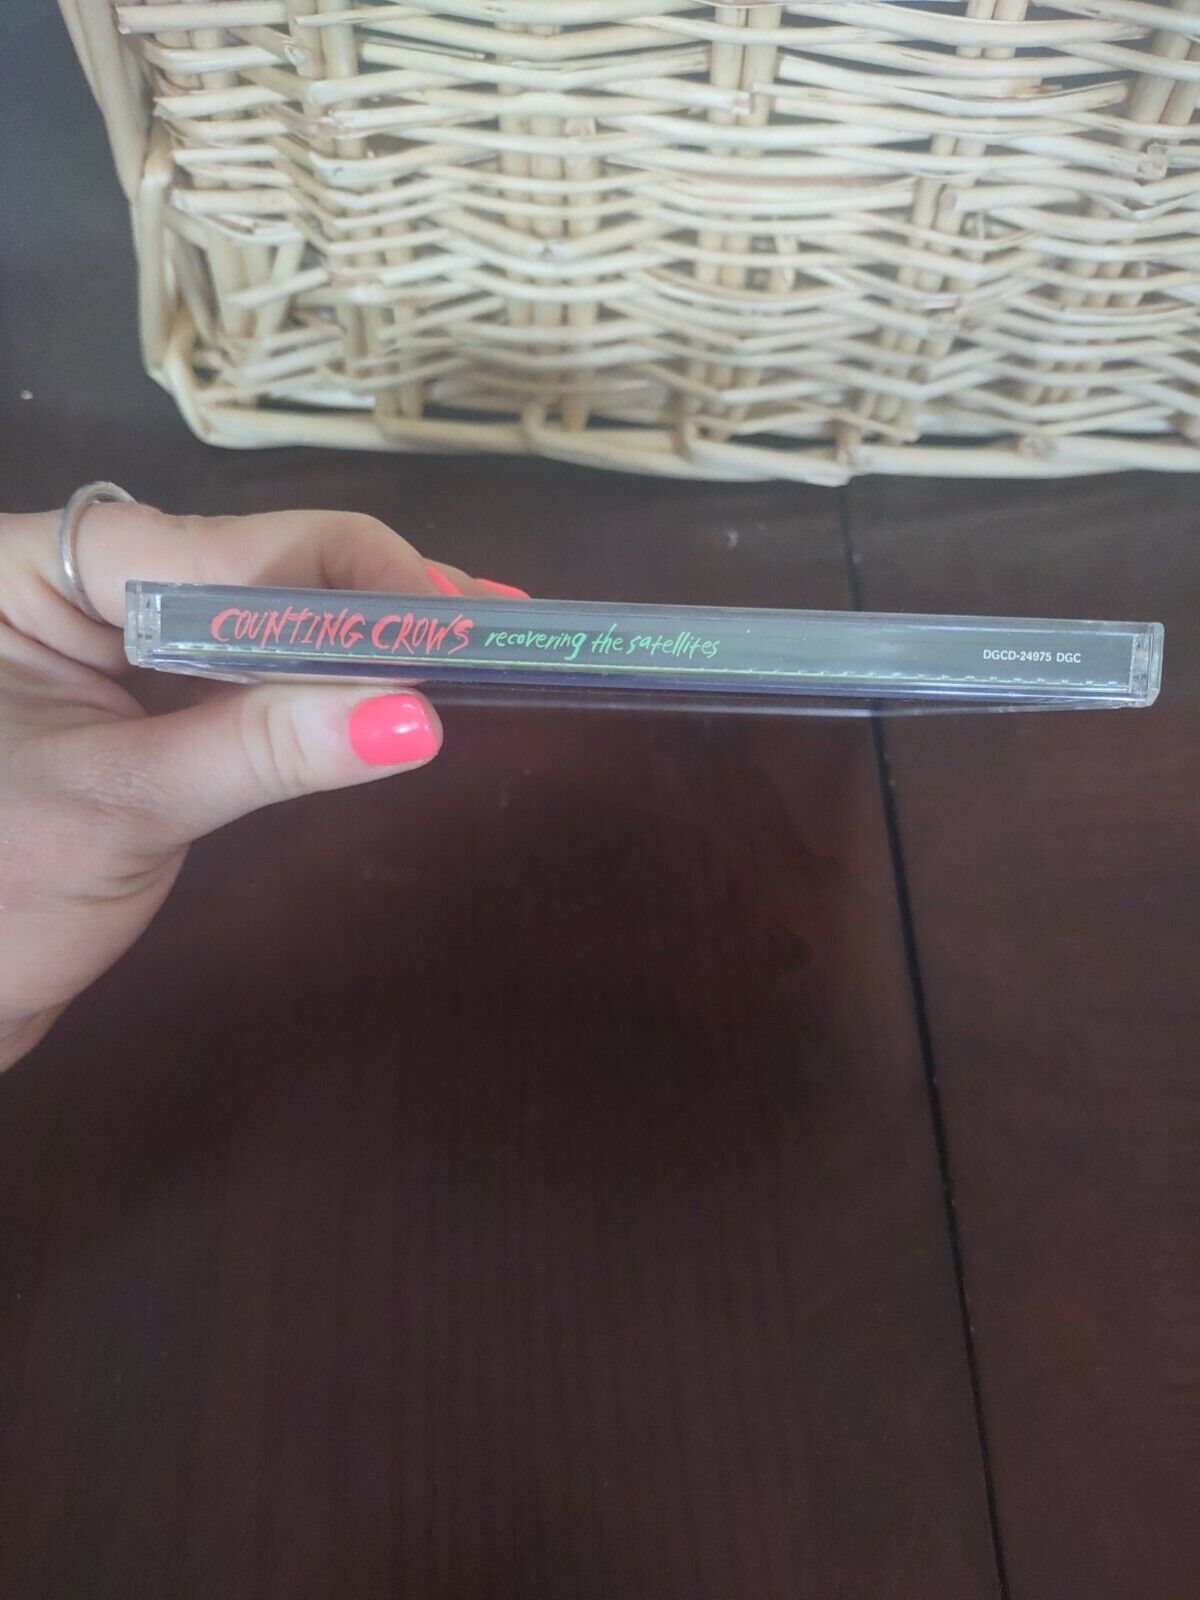 COUNTING CROWS recovering the satellites DGCD-24975 DGC